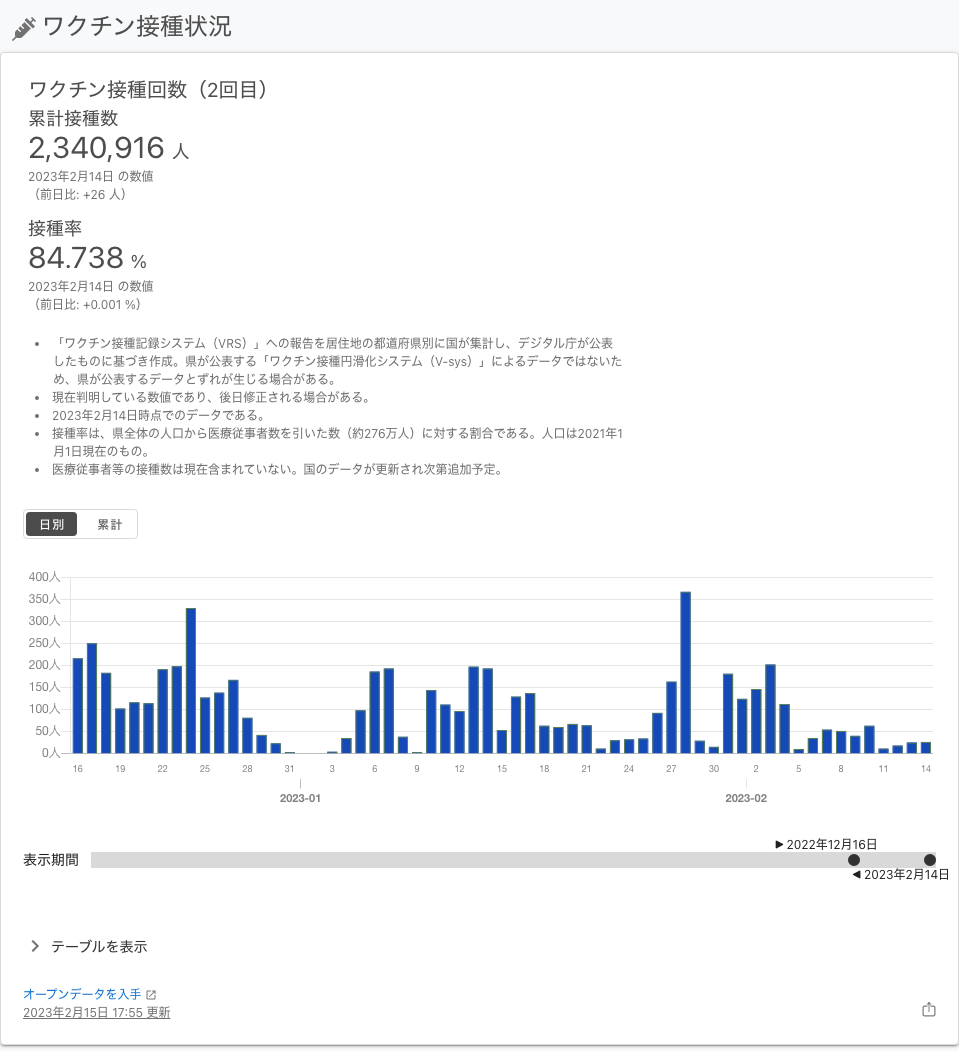 ワクチン接種状況
ワクチン接種回数（2回目）
累計接種数
2,340,916 人
2023年2月14日 の数値
（前日比: +26 人）
接種率
84.738 %
2023年2月14日 の数値
（前日比: +0.001 %）
• 「ワクチン接種記録システム（VRS）」への報告を居住地の都道府県別に国が集計し、デジタル庁が公表
したものに基づき作成。県が公表する「ワクチン接種円滑化システム（V-sys）」によるデータではないた
め、県が公表するデータとずれが生じる場合がある。
• 現在判明している数値であり、後日修正される場合がある。
• 2023年2月14日時点でのデータである。
• 接種率は、県全体の人口から医療従事者数を引いた数（約276万人）に対する割合である。人口は2021年1
月1日現在のもの。
• 医療従事者等の接種数は現在含まれていない。国のデータが更新され次第追加予定。
日別 累計
400人
350人
300人
250人
200人
150人
100人
50人
0人
16 19 22 25 28 31 3 6 9 12 15 18 21 24 27 30 2 5 8 11 14
2023-01 2023-02
2022年12月16日
表示期間
2023年2月14日
テーブルを表示
オープンデータを入手
2023年2月15日 17:55 更新